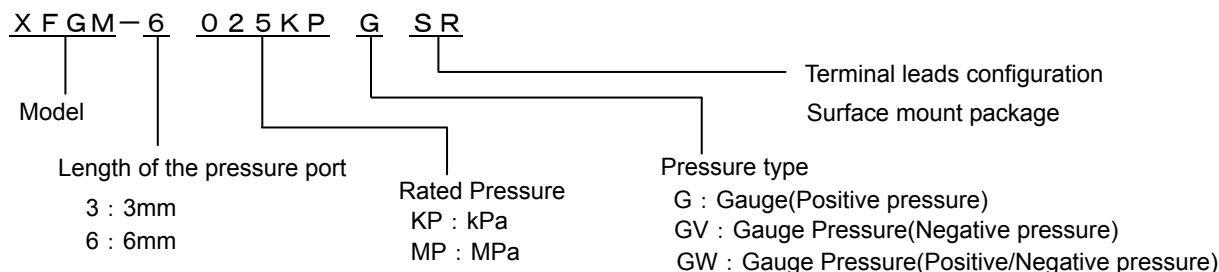 XFGM-6 025KP G SR
Terminal leads configuration
Model
Surface mount package
Length of the pressure port
3：3mm
6：6mm
Rated Pressure
KP：kPa
MP：MPa
Pressure type
G：Gauge(Positive pressure)
GV：Gauge Pressure(Negative pressure)
GW：Gauge Pressure(Positive/Negative pressure)